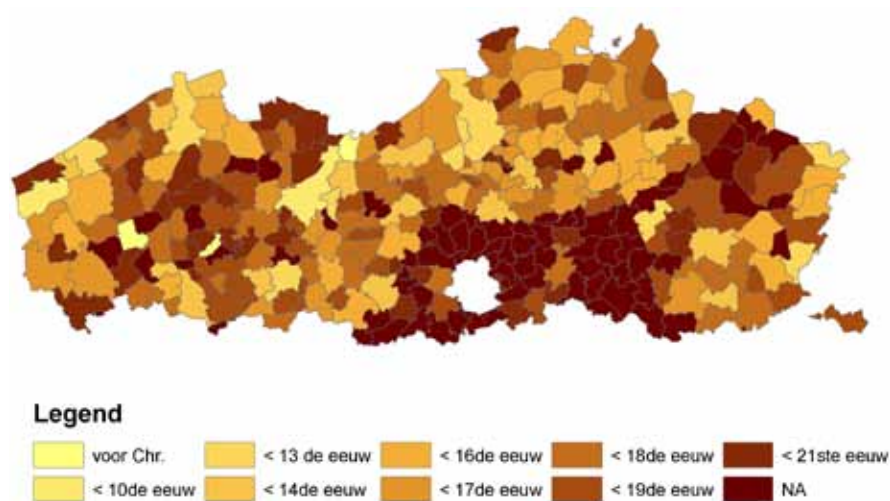 Legend
voor Chr. < 13 de eeuw < 16de eeuw < 18de eeuw < 21ste eeuw
< 10de eeuw < 14de eeuw < 17de eeuw < 19de eeuw NA